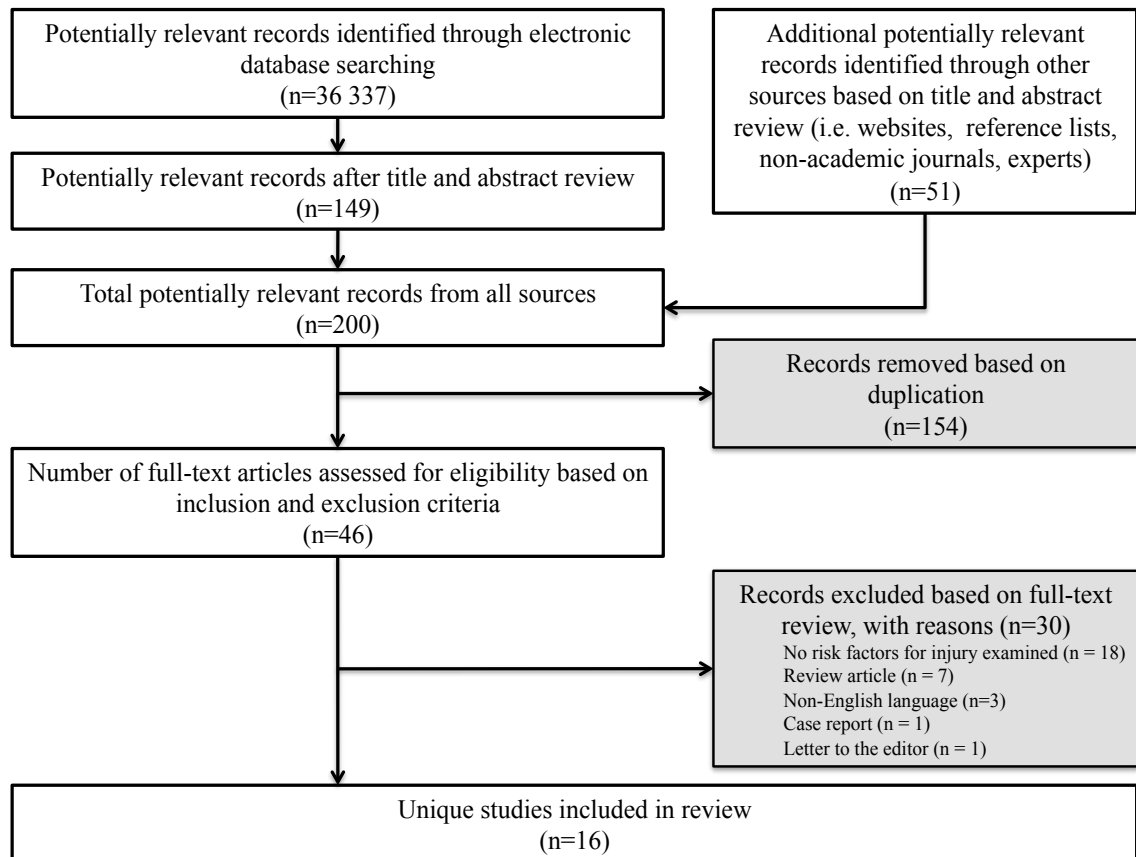 Potentially relevant records identified through electronic
database searching
(n=36 337)
Additional potentially relevant
records identified through other
sources based on title and abstract
review (i.e. websites, reference lists,
non-academic journals, experts)
(n=51)
Potentially relevant records after title and abstract review
(n=149)
Total potentially relevant records from all sources
(n=200)
Records removed based on
duplication
(n=154)
Number of full-text articles assessed for eligibility based on
inclusion and exclusion criteria
(n=46)
Records excluded based on full-text
review, with reasons (n=30)
No risk factors for injury examined (n = 18)
Review article (n = 7)
Non-English language (n=3)
Case report (n = 1)
Letter to the editor (n = 1)
Unique studies included in review
(n=16)